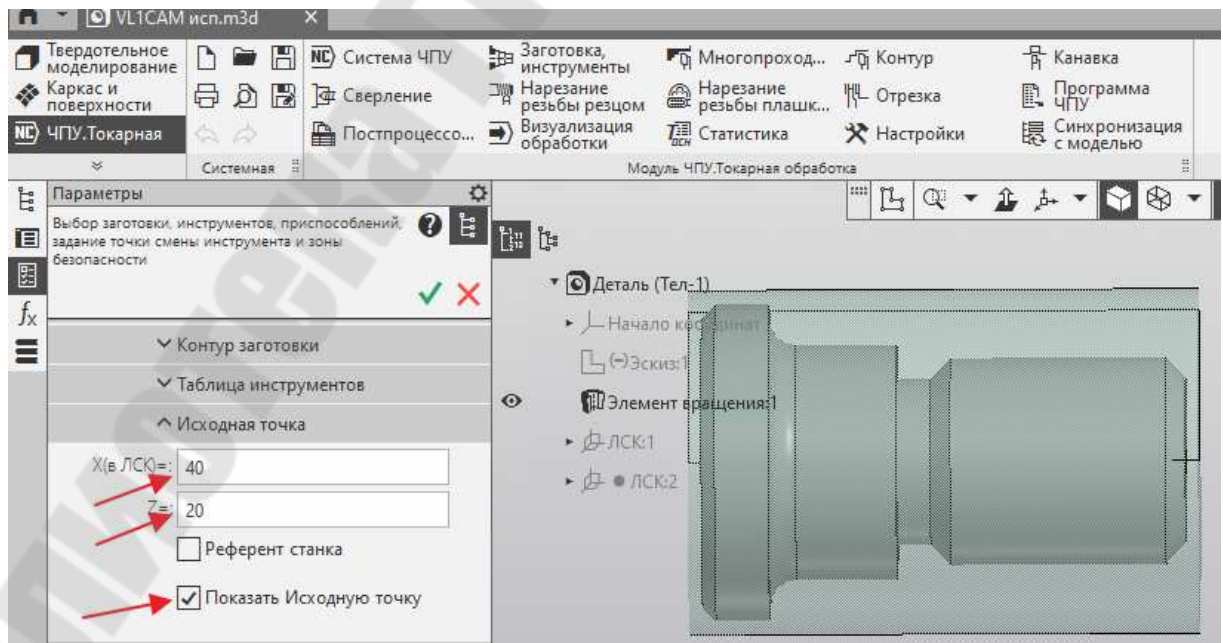 VL1CAM исп.m3d ×
Твердотельное
моделирование
Каркас и
поверхности
NC ЧПУ.Токарная
Системная
NC Система ЧПУ
Сверление
Постпроцессо...
Заготовка,
инструменты
Нарезание
резьбы резцом
Визуализация
обработки
Многопроход...
Нарезание
резьбы плашк...
Статистика
Контур
Отрезка
Настройки
Канавка
Программа
ЧПУ
Синхронизация
с моделью
Модуль ЧПУ.Токарная обработка
Параметры
Выбор заготовки, инструментов, приспособлений,
задание точки смены инструмента и зоны
безопасности
Контур заготовки
Таблица инструментов
Исходная точка
X(в ЛСК)=: 40
Z=: 20
Референт станка
Показать Исходную точку
Деталь (Тел-1)
Начало координат
(−)Эскиз:1
Элемент вращения:1
ЛСК:1
ЛСК:2